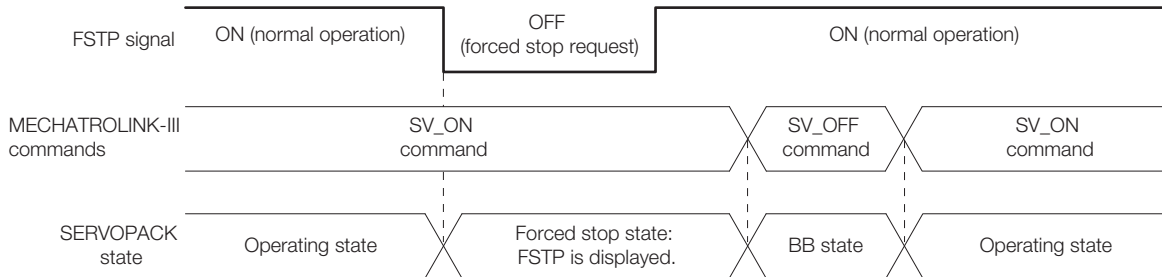 FSTP signal
ON (normal operation)
OFF
(forced stop request)
ON (normal operation)
MECHATROLINK-III
commands
SV_ON
command
SV_OFF
command
SV_ON
command
SERVOPACK
state
Operating state
Forced stop state:
FSTP is displayed.
BB state
Operating state